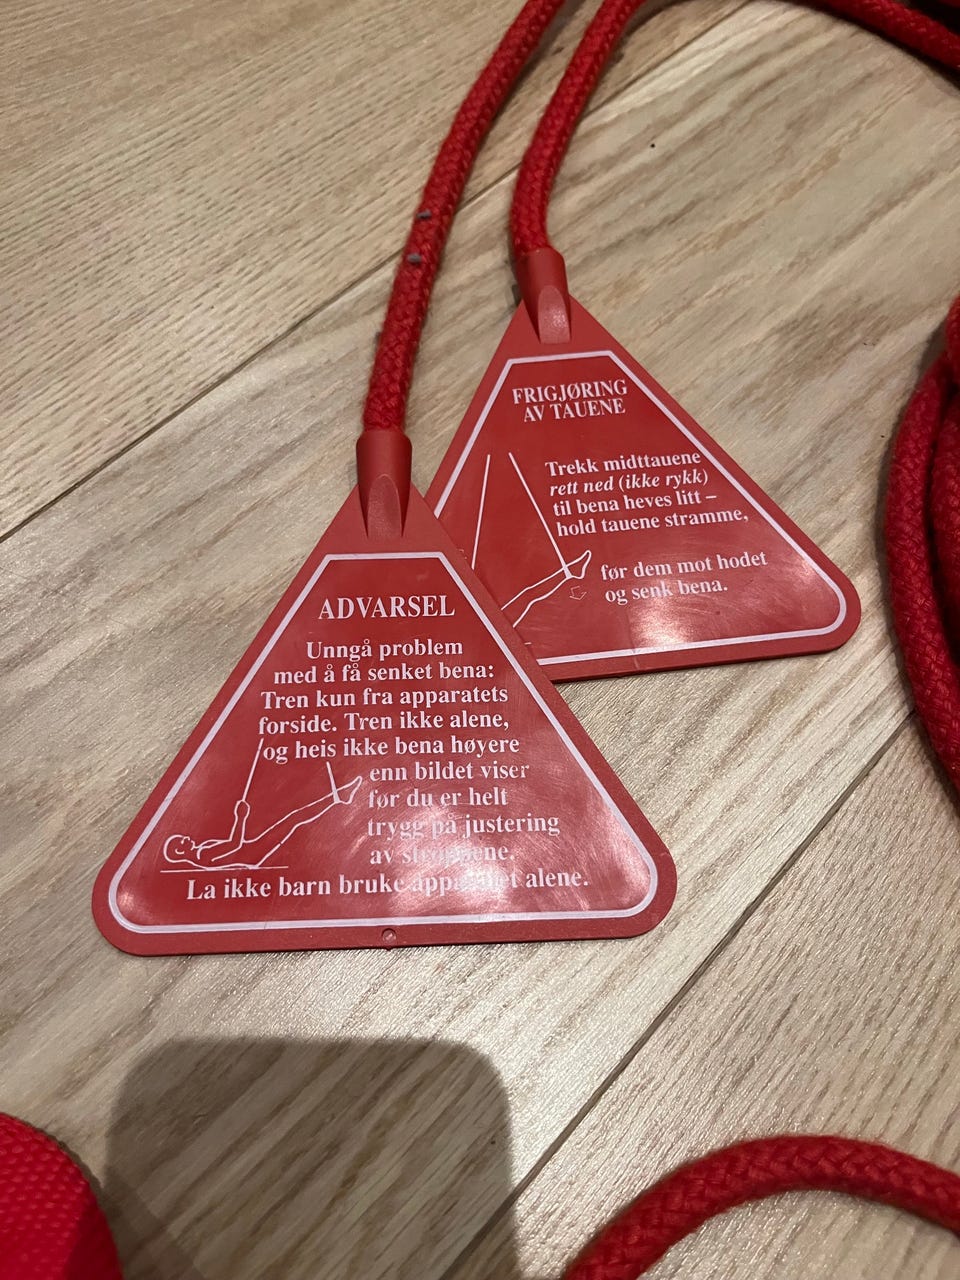 FRIGJØRING
AV TAUENE
Trekk midttauene
rett ned (ikke rykk)
til bena heves litt –
hold tauene stramme,
før dem mot hodet
og senk bena.
ADVARSEL
Unngå problem
med å få senket bena:
Tren kun fra apparatets
forside. Tren ikke alene,
og heis ikke bena høyere
enn bildet viser
før du er helt
trygg på justering
av stroppene.
La ikke barn bruke apparatet alene.